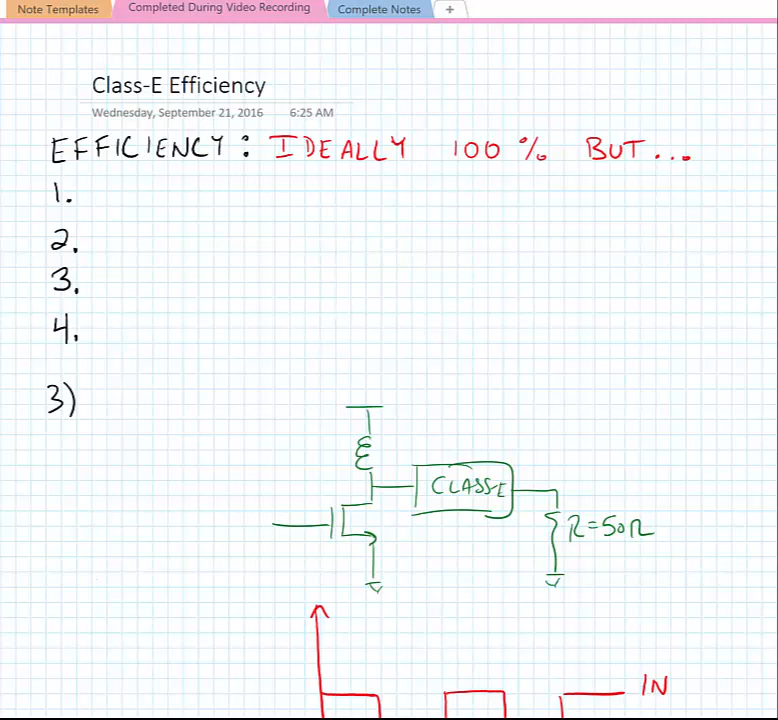 Note Templates Completed During Video Recording Complete Notes +
Class-E Efficiency
Wednesday, September 21, 2016 6:25 AM
EFFICIENCY: IDEALLY 100% BUT...
1.
2.
3.
4.
3)
CLASSE
R=50Ω
IN